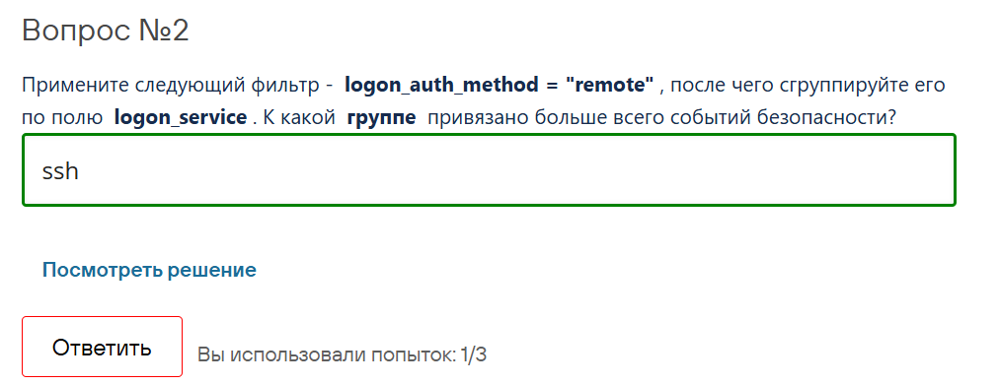 Вопрос №2
Примените следующий фильтр - logon_auth_method = "remote" , после чего сгруппируйте его
по полю logon_service . К какой группе привязано больше всего событий безопасности?
ssh
Посмотреть решение
Ответить
Вы использовали попыток: 1/3